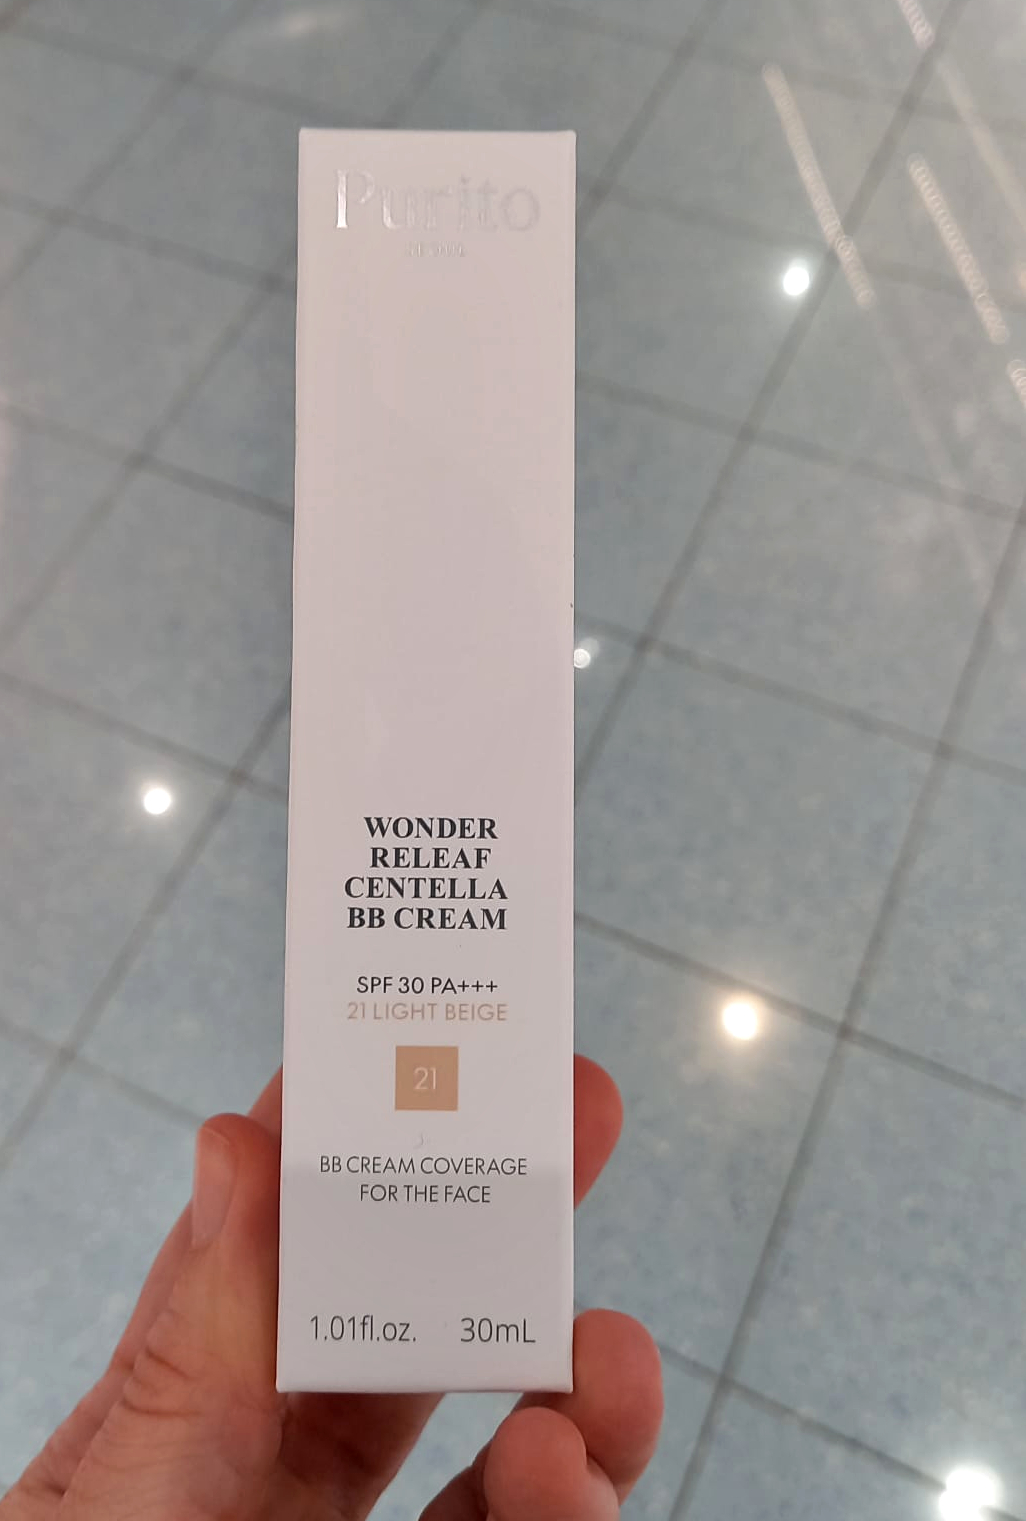 Purito
SEOUL
WONDER
RELEAF
CENTELLA
BB CREAM
SPF 30 PA+++
21 LIGHT BEIGE
21
BB CREAM COVERAGE
FOR THE FACE
1.01fl.oz. 30mL